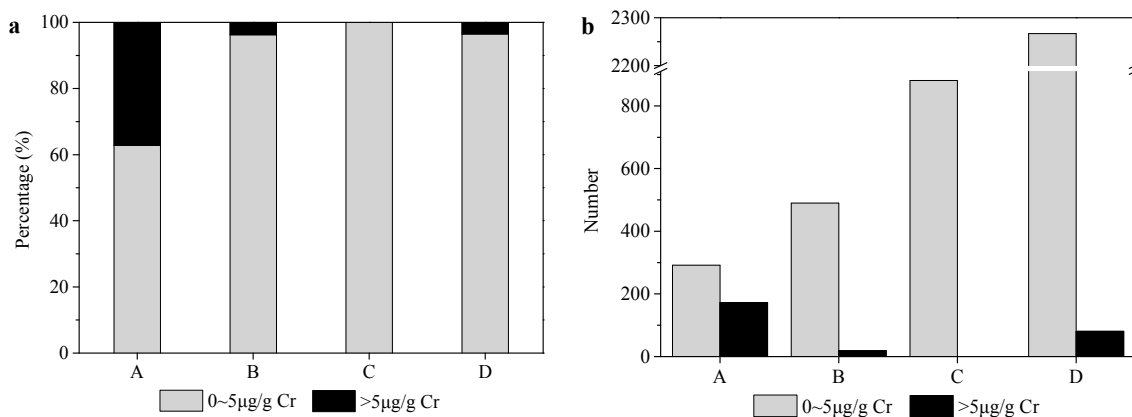 a
100
80
60
40
20
0
Percentage (%)
A B C D
0~5μg/g Cr >5μg/g Cr
b
2300
2200
800
600
400
200
0
Number
A B C D
0~5μg/g Cr >5μg/g Cr